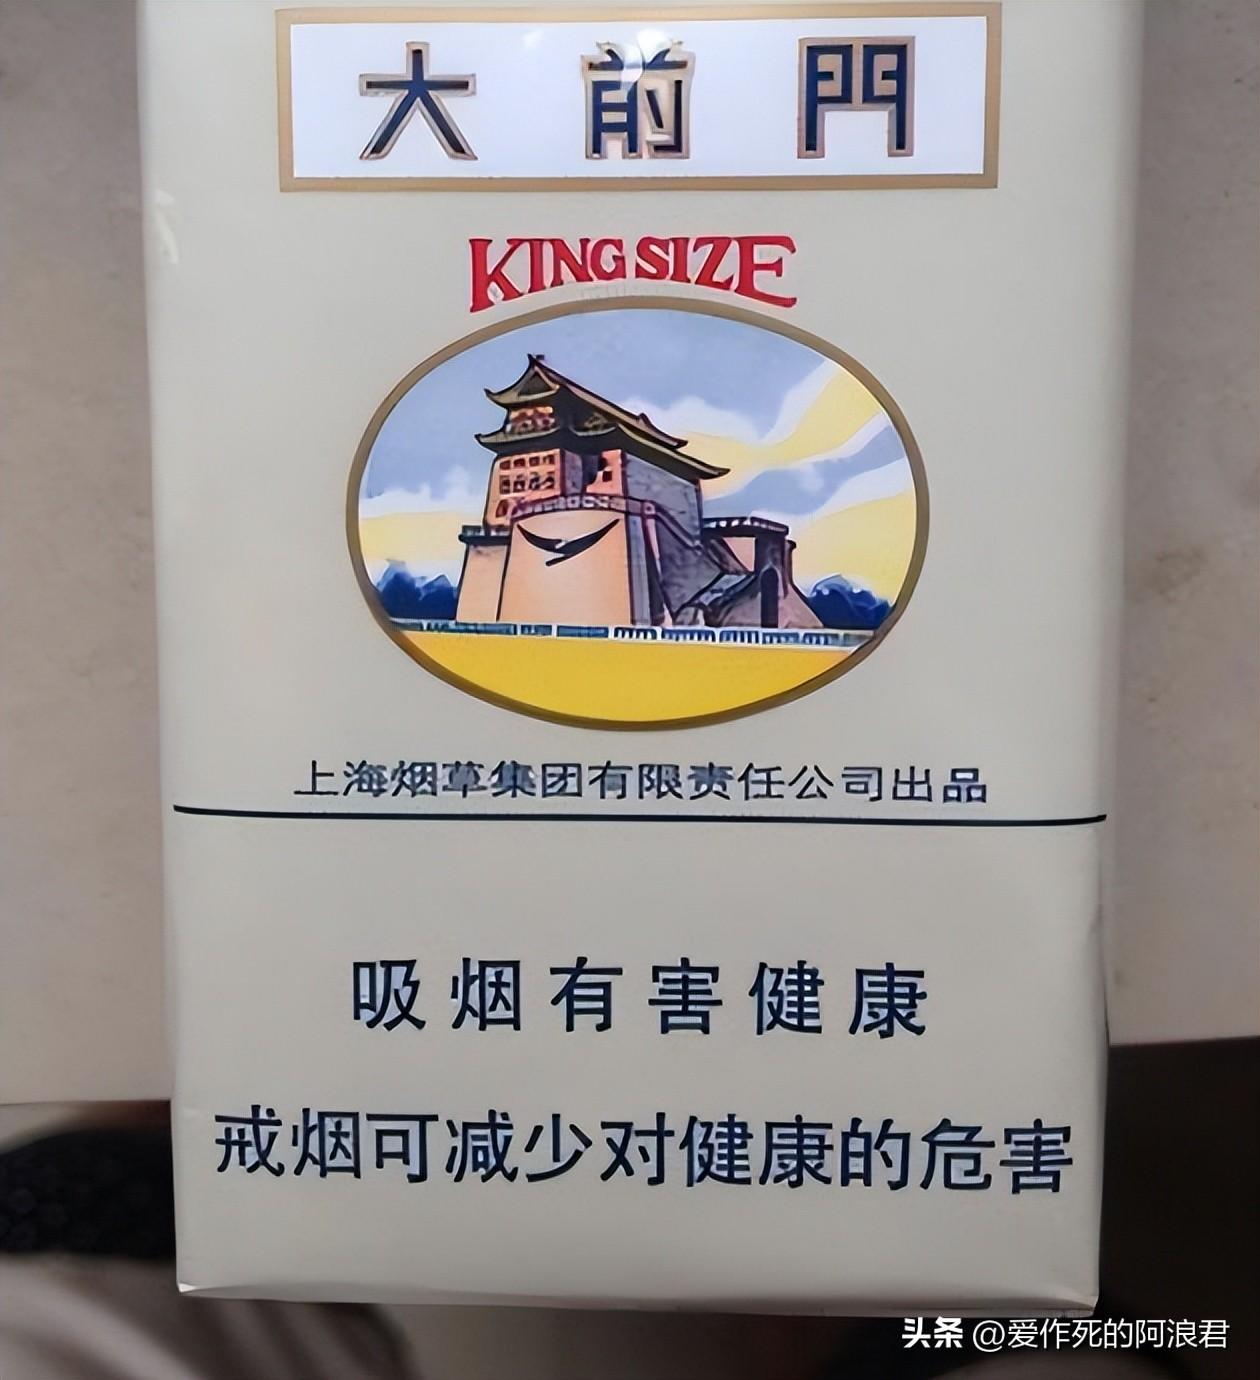 大前門
KING SIZE
上海烟草集团有限责任公司出品
吸烟有害健康
戒烟可减少对健康的危害
头条 @爱作死的阿浪君